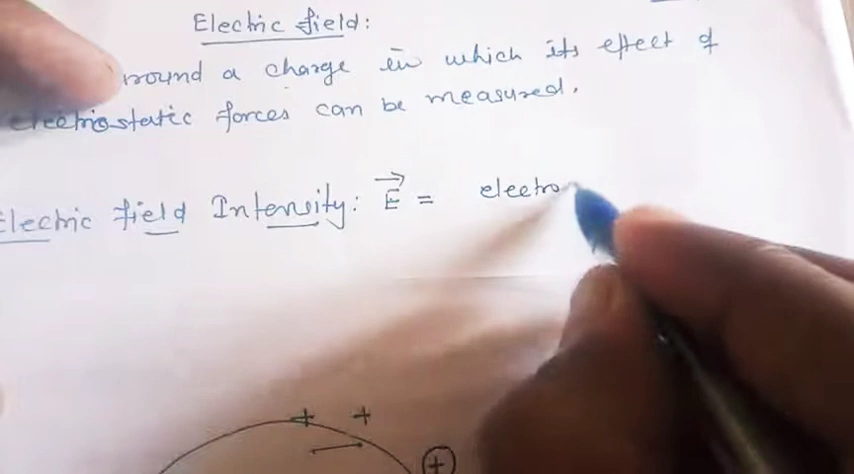 Electric field:
round a charge in which its effect of
electrostatic forces can be measured.
Electric field Intensity: E⃗ = electro
+ +
+